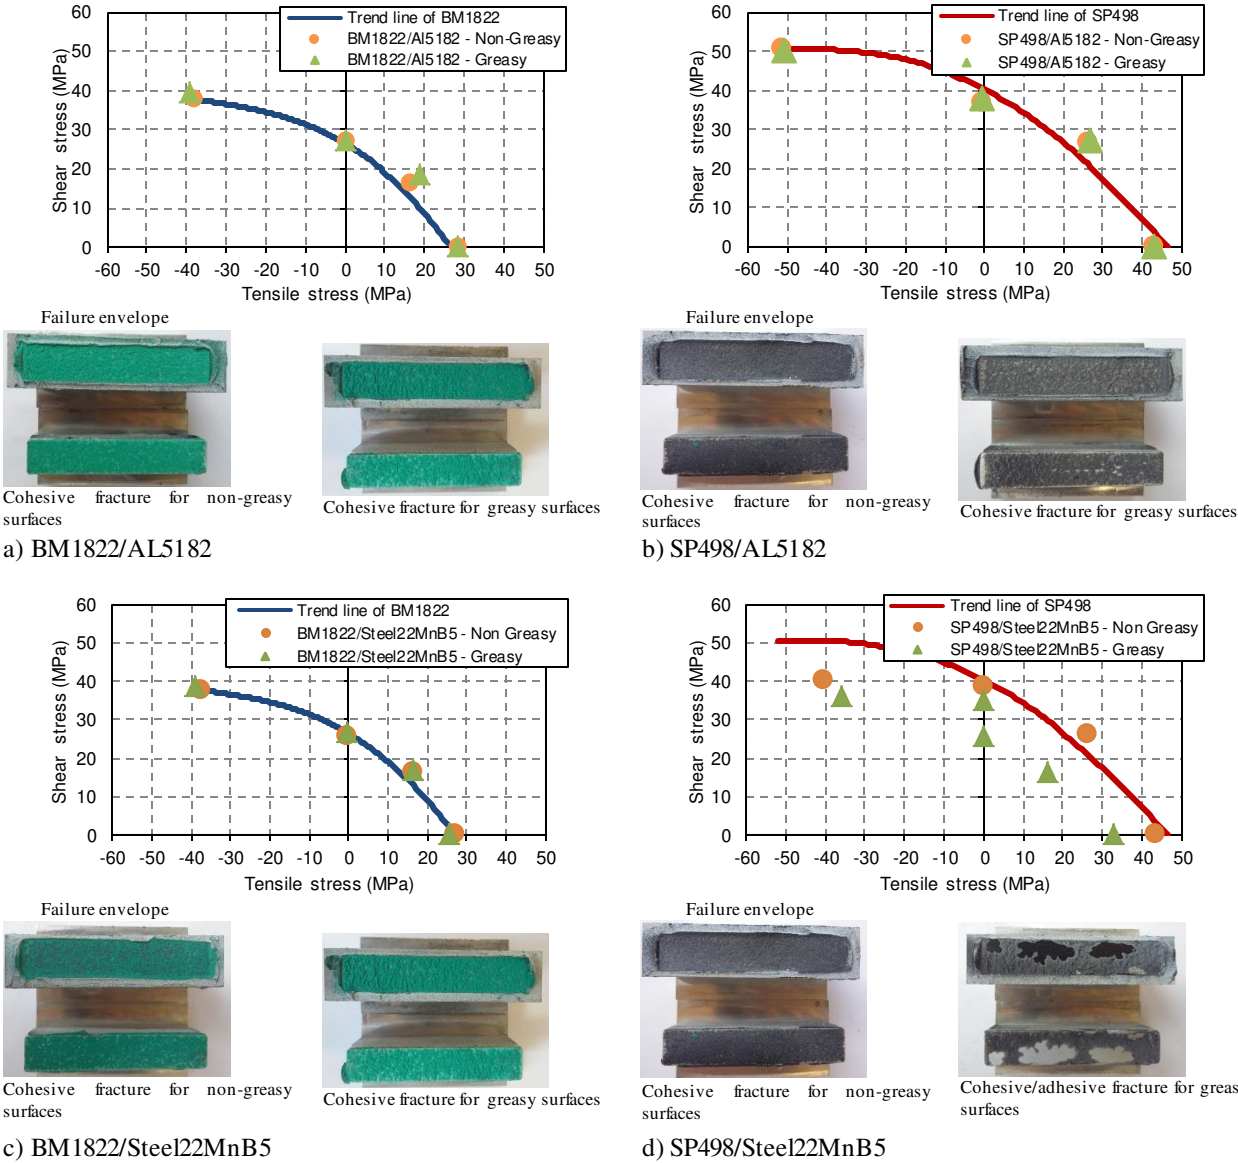 Trend line of BM1822
BM1822/Al5182 - Non-Greasy
BM1822/Al5182 - Greasy
Shear stress (MPa)
60
50
40
30
20
10
0
-60 -40 -20 -10 0 10 20 30 50
Tensile stress (MPa)
Failure envelope
Cohesive fracture for non-greasy
surfaces
Cohesive fracture for greasy surfaces
a) BM1822/AL5182
Trend line of SP498
SP498/Al5182 - Non-Greasy
SP498/Al5182 - Greasy
Shear stress (MPa)
60
50
40
30
20
10
0
-60 -50 -40 -30 -20 -10 0 10 20 30 40 50
Tensile stress (MPa)
Failure envelope
Cohesive fracture for non-greasy
surfaces
Cohesive fracture for greasy surfaces
b) SP498/AL5182
Trend line of BM1822
BM1822/Steel22MnB5 - Non Greasy
BM1822/Steel22MnB5 - Greasy
Shear stress (MPa)
60
50
40
30
20
10
0
-60 -50 -40 -30 -20 -10 0 10 20 30 40 50
Tensile stress (MPa)
Failure envelope
Cohesive fracture for non-greasy
surfaces
Cohesive fracture for greasy surfaces
c) BM1822/Steel22MnB5
Trend line of SP498
SP498/Steel22MnB5 - Non Greasy
SP498/Steel22MnB5 - Greasy
Shear stress (MPa)
60
50
40
30
20
10
0
-60 -50 -40 -30 -20 -10 0 10 20 30 40 50
Tensile stress (MPa)
Failure envelope
Cohesive fracture for non-greasy
surfaces
Cohesive/adhesive fracture for greas
surfaces
d) SP498/Steel22MnB5